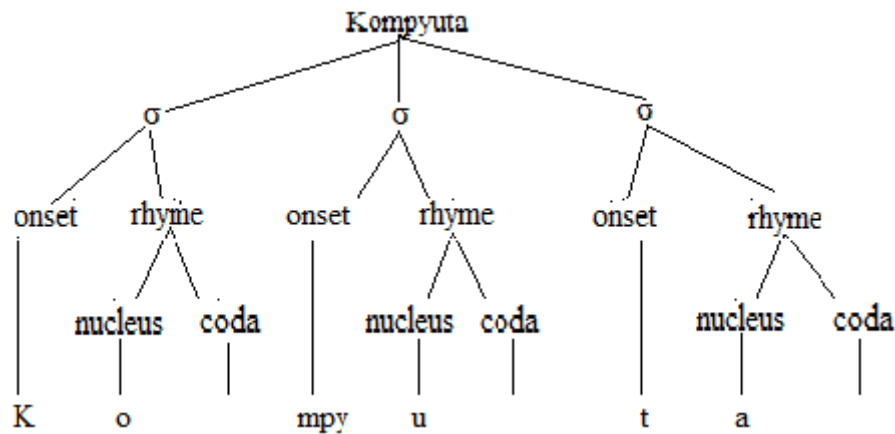 Kompyuta
σ σ σ
onset rhyme onset rhyme onset rhyme
nucleus coda nucleus coda nucleus coda
K o mpy u t a